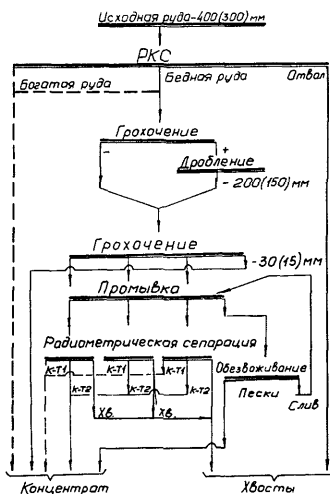 Исходная руда-400(300)мм
РКС
Богатая руда
Бедная руда
Отвал
Грохочение
-
+
Дробление
-200(150)мм
Грохочение
-30(15)мм
Промывка
Радиометрическая сепарация
к-т1
к-т1
к-т1
Обезвоживание
к-т2
к-т2
к-т2
Пески
Слив
Хв.
Хв.
Концентрат
Хвосты